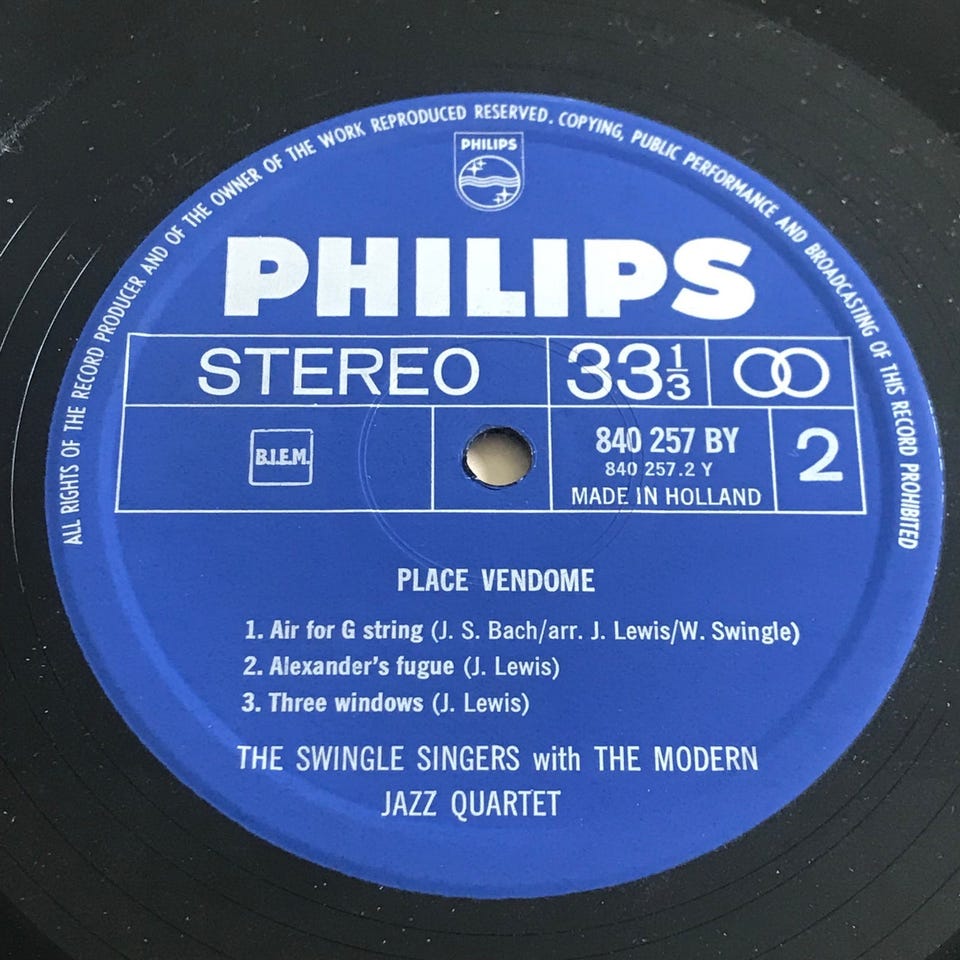 ALL RIGHTS OF THE RECORD PRODUCER AND OF THE OWNER OF THE WORK REPRODUCED RESERVED. COPYING, PUBLIC PERFORMANCE AND BROADCASTING OF THIS RECORD PROHIBITED
PHILIPS
PHILIPS
STEREO 33 1/3
B.I.E.M. 840 257 BY 2
840 257.2 Y
MADE IN HOLLAND
PLACE VENDOME
1. Air for G string (J. S. Bach/arr. J. Lewis/W. Swingle)
2. Alexander's fugue (J. Lewis)
3. Three windows (J. Lewis)
THE SWINGLE SINGERS with THE MODERN
JAZZ QUARTET